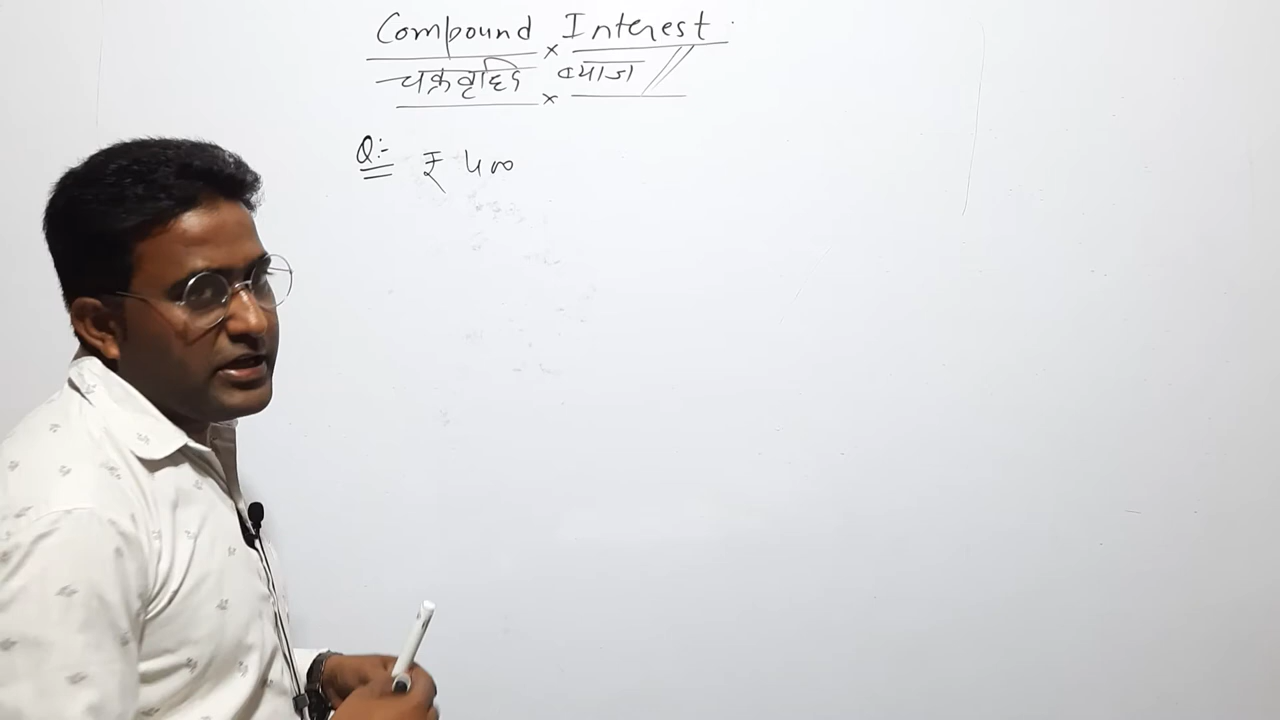 Compound Interest
चक्रवृद्धि ब्याज
Q:- ₹ 400